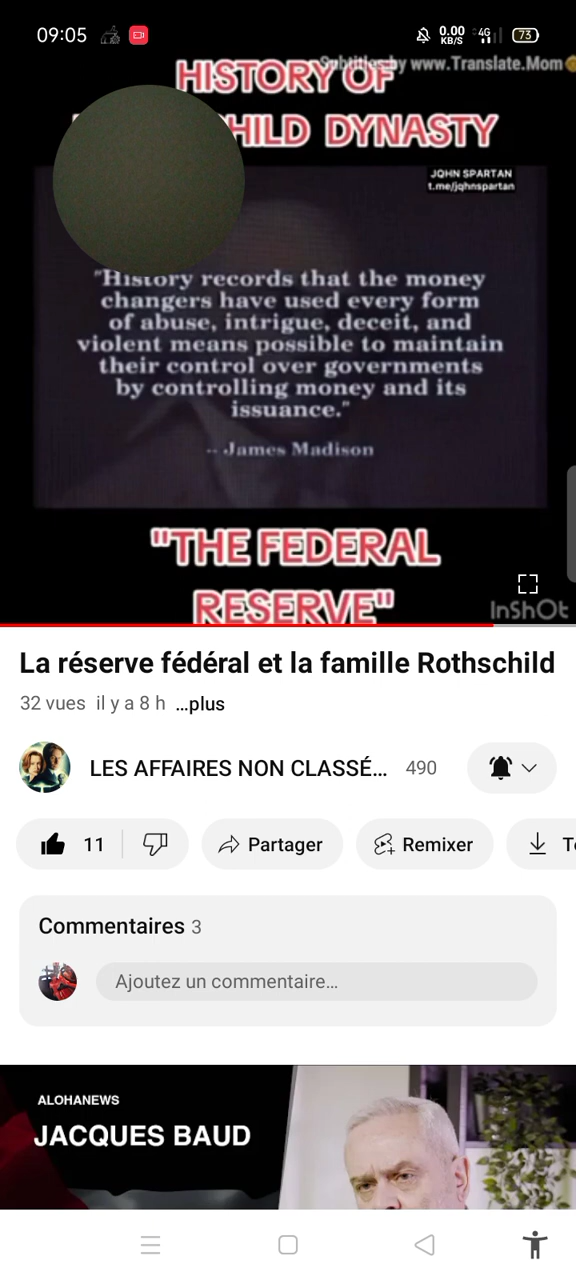 09:05
0.00
KB/S
4G
73
Subtitles by www.Translate.Mom
HISTORY OF
HILD DYNASTY
JOHN SPARTAN
t.me/johnspartan
"History records that the money
changers have used every form
of abuse, intrigue, deceit, and
violent means possible to maintain
their control over governments
by controlling money and its
issuance."
-- James Madison
"THE FEDERAL
RESERVE"
InShOt
La réserve fédéral et la famille Rothschild
32 vues il y a 8 h ...plus
LES AFFAIRES NON CLASSÉ... 490
11
Partager
Remixer
Commentaires 3
Ajoutez un commentaire...
ALOHANEWS
JACQUES BAUD